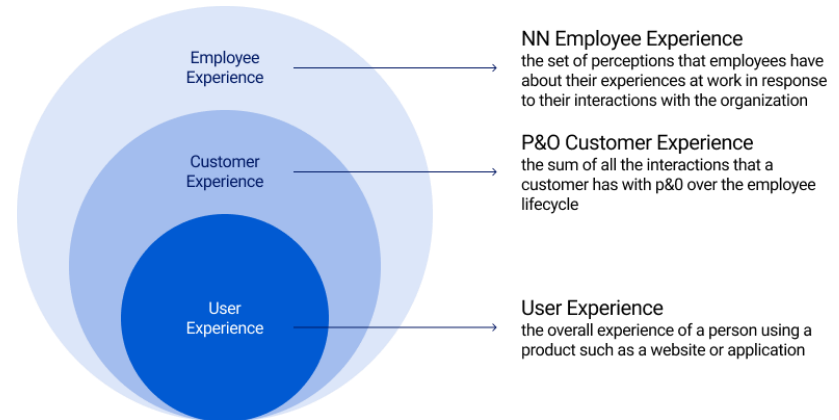 Employee
Experience
NN Employee Experience
the set of perceptions that employees have
about their experiences at work in response
to their interactions with the organization
Customer
Experience
P&O Customer Experience
the sum of all the interactions that a
customer has with p&0 over the employee
lifecycle
User
Experience
User Experience
the overall experience of a person using a
product such as a website or application